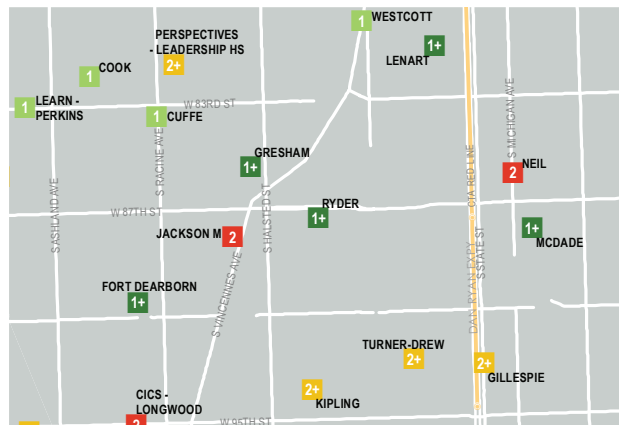 WESTCOTT
1
PERSPECTIVES
- LEADERSHIP HS
2+
1+
LENART
COOK
1
LEARN -
PERKINS
1
W 83RD ST
1
CUFFE
S RACINE AVE
S MICHIGAN AVE
GRESHAM
1+
NEIL
2
CTA RED LINE
S ASHLAND AVE
S HALSTED ST
RYDER
1+
W 87TH ST
JACKSON M
2
1+
MCDADE
S STATE ST
DAN RYAN EXPY
FORT DEARBORN
1+
S VINCENNES AVE
TURNER-DREW
2+
2+
GILLESPIE
2+
KIPLING
CICS -
LONGWOOD
2
W 95TH ST